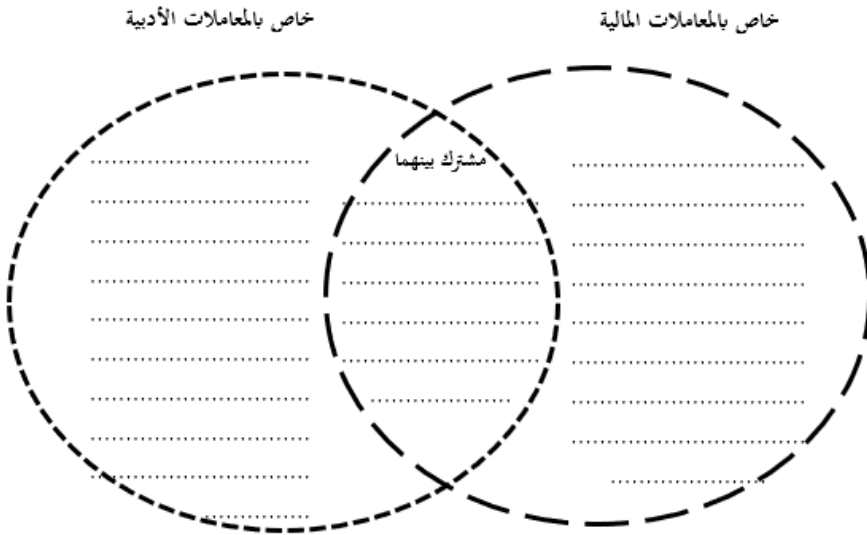 خاص بالمعاملات المالية
خاص بالمعاملات الأدبية
مشترك بينهما